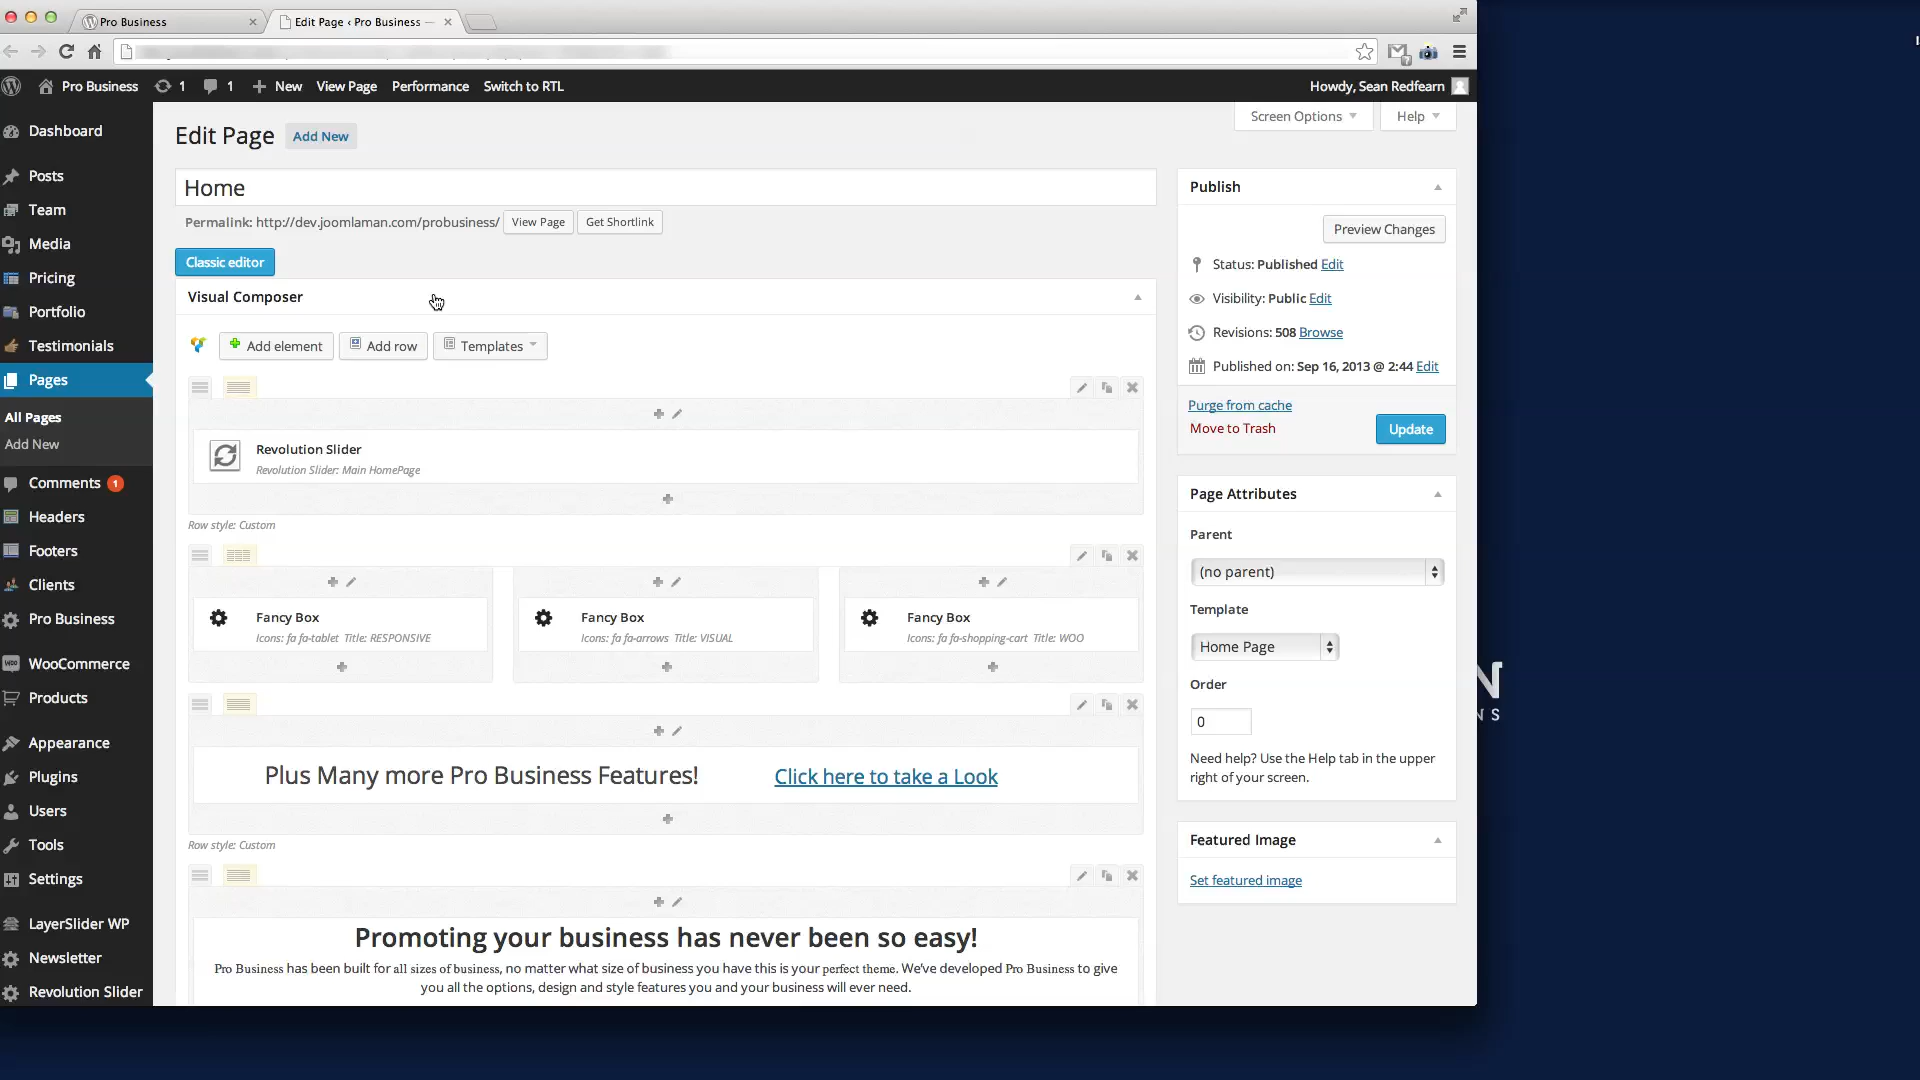 Pro Business
Edit Page ‹ Pro Business —
Pro Business 1 1 New View Page Performance Switch to RTL Howdy, Sean Redfearn
Screen Options Help
Dashboard
Posts
Team
Media
Pricing
Portfolio
Testimonials
Pages
All Pages
Add New
Comments 1
Headers
Footers
Clients
Pro Business
WooCommerce
Products
Appearance
Plugins
Users
Tools
Settings
LayerSlider WP
Newsletter
Revolution Slider
Edit Page Add New
Home
Permalink: http://dev.joomlaman.com/probusiness/ View Page Get Shortlink
Classic editor
Visual Composer
Add element Add row Templates
Revolution Slider
Revolution Slider: Main HomePage
Row style: Custom
Fancy Box
Icons: fa fa-tablet Title: RESPONSIVE
Fancy Box
Icons: fa fa-arrows Title: VISUAL
Fancy Box
Icons: fa fa-shopping-cart Title: WOO
Plus Many more Pro Business Features! Click here to take a Look
Row style: Custom
Promoting your business has never been so easy!
Pro Business has been built for all sizes of business, no matter what size of business you have this is your perfect theme. We've developed Pro Business to give
you all the options, design and style features you and your business will ever need.
Publish
Preview Changes
Status: Published Edit
Visibility: Public Edit
Revisions: 508 Browse
Published on: Sep 16, 2013 @ 2:44 Edit
Purge from cache
Move to Trash
Update
Page Attributes
Parent
(no parent)
Template
Home Page
Order
0
Need help? Use the Help tab in the upper
right of your screen.
Featured Image
Set featured image
N
N S